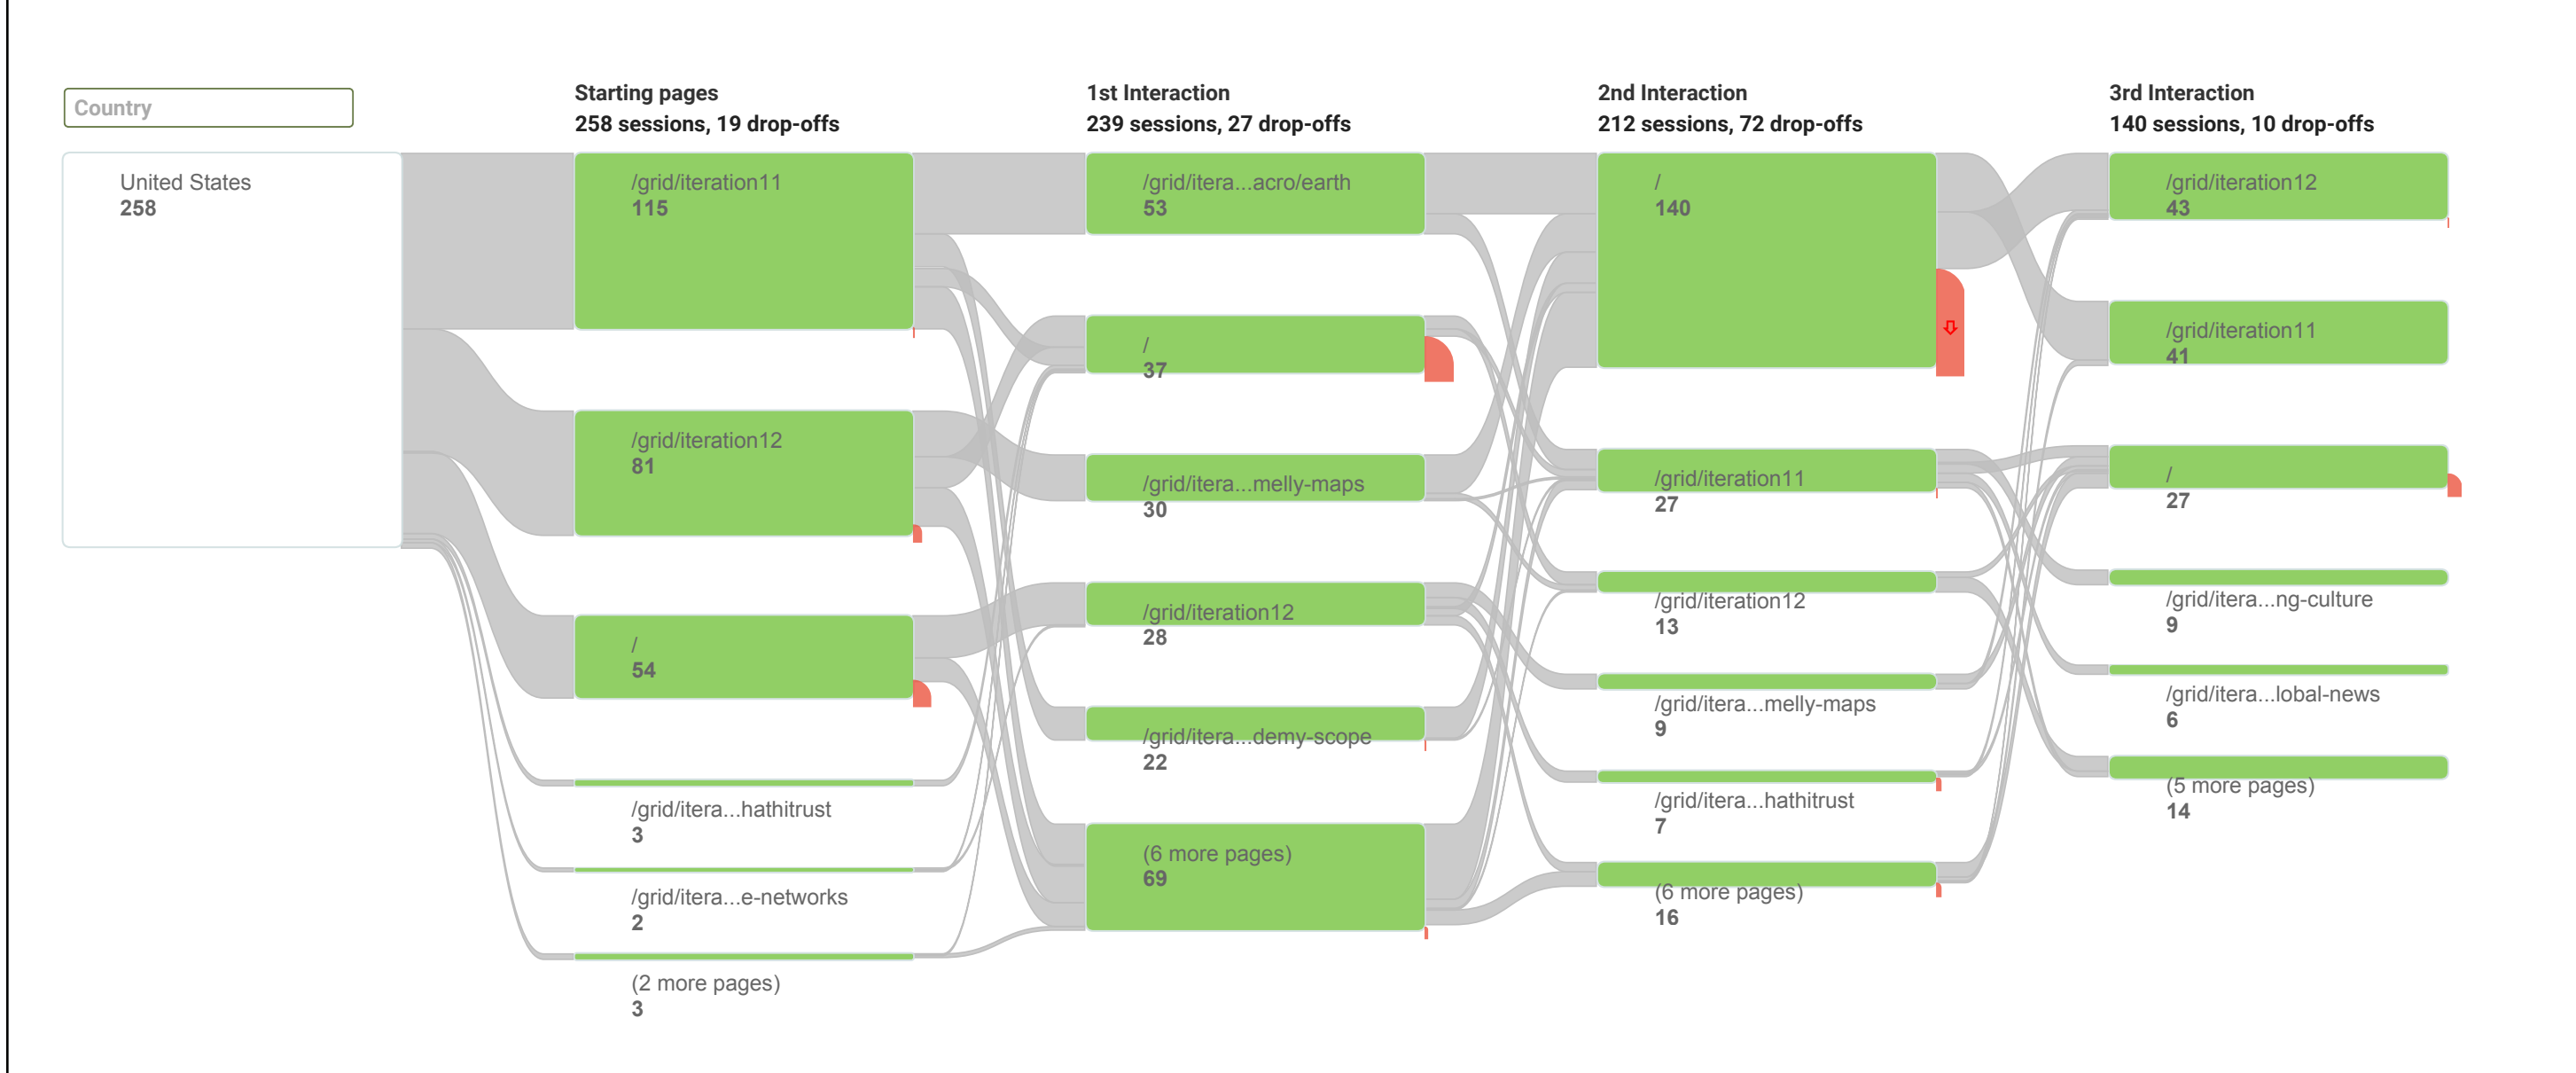 Country
United States
258
Starting pages
258 sessions, 19 drop-offs
/grid/iteration11
115
/grid/iteration12
81
/
54
/grid/itera...hathitrust
3
/grid/itera...e-networks
2
(2 more pages)
3
1st Interaction
239 sessions, 27 drop-offs
/grid/itera...acro/earth
53
/
37
/grid/itera...melly-maps
30
/grid/iteration12
28
/grid/itera...demy-scope
22
(6 more pages)
69
2nd Interaction
212 sessions, 72 drop-offs
/
140
/grid/iteration11
27
/grid/iteration12
13
/grid/itera...melly-maps
9
/grid/itera...hathitrust
7
(6 more pages)
16
3rd Interaction
140 sessions, 10 drop-offs
/grid/iteration12
43
/grid/iteration11
41
/
27
/grid/itera...ng-culture
9
/grid/itera...lobal-news
6
(5 more pages)
14